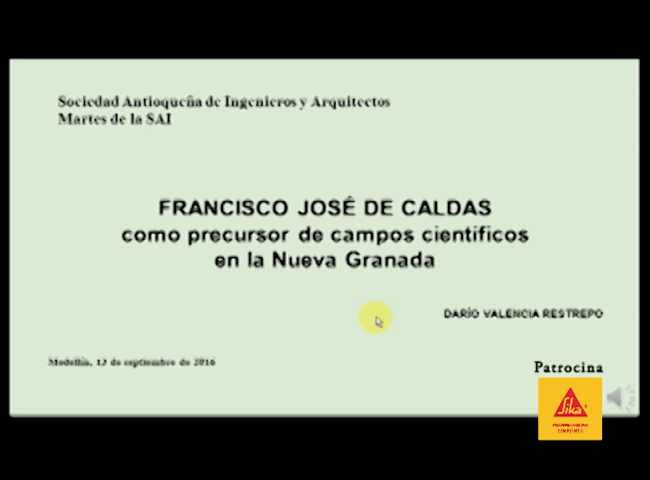 Sociedad Antioqueña de Ingenieros y Arquitectos
Martes de la SAI
FRANCISCO JOSÉ DE CALDAS
como precursor de campos científicos
en la Nueva Granada
DARÍO VALENCIA RESTREPO
Medellín, 13 de septiembre de 2016
Patrocina
Sika